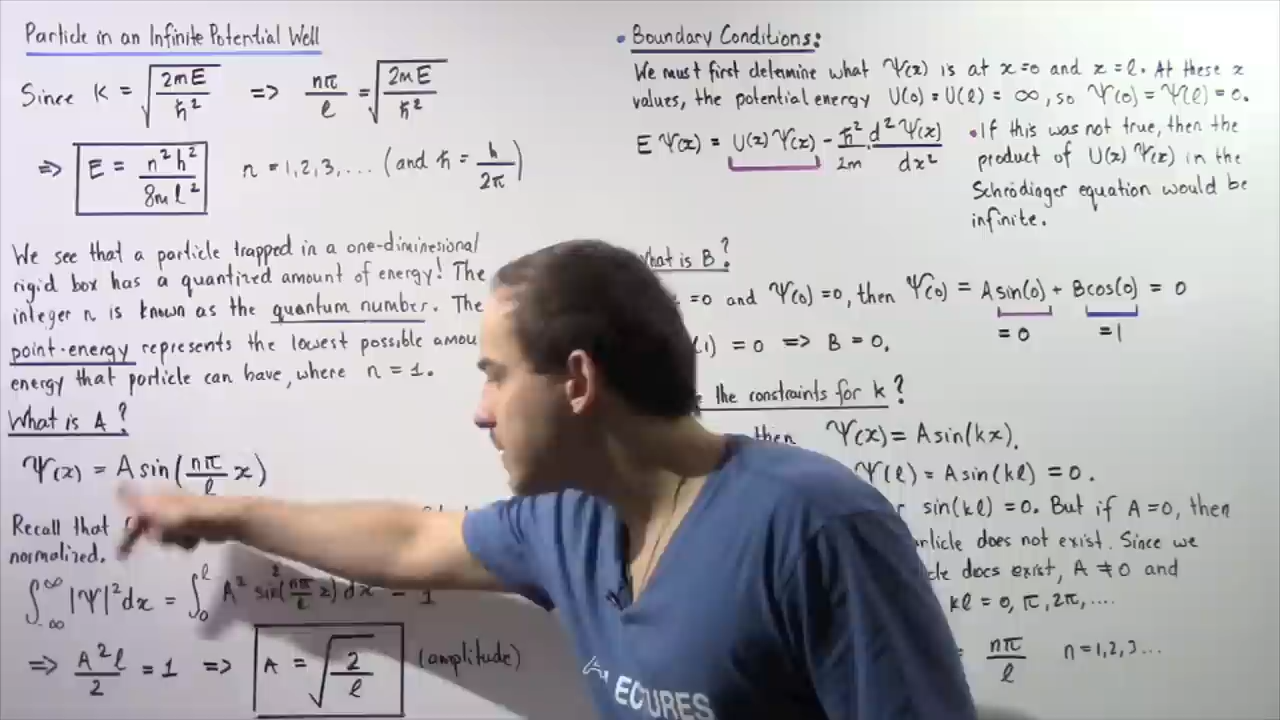 Particle in an Infinite Potential Well
Since K = √(2mE/ħ²) => nπ/l = √(2mE/ħ²)
=> E = n²h²/8ml² n = 1,2,3,... (and ħ = h/2π)
We see that a particle trapped in a one-diminesional
rigid box has a quantized amount of energy! The
integer n is known as the quantum number. The
point-energy represents the lowest possible amou
energy that particle can have, where n = 1.
What is A?
Ψ(x) = A sin(nπ/l x)
Recall that
normalized.
∫-∞^∞ |Ψ|² dx = ∫0^l A² sin²(nπ/l x) dx = 1
=> A²l/2 = 1 => A = √(2/l) (amplitude)
• Boundary Conditions:
We must first determine what Ψ(x) is at x=0 and x=l. At these x
values, the potential energy U(0) = U(l) = ∞, so Ψ(0) = Ψ(l) = 0.
E Ψ(x) = U(x) Ψ(x) - ħ²/2m · d²Ψ(x)/dx²
• If this was not true, then the
product of U(x) Ψ(x) in the
Schrödinger equation would be
infinite.
What is B?
=0 and Ψ(0)=0, then Ψ(0) = A sin(0) + B cos(0) = 0
=0 =1
(1) = 0 => B = 0.
the constraints for k?
then Ψ(x) = A sin(kx).
Ψ(l) = A sin(kl) = 0.
r sin(kl) = 0. But if A=0, then
article does not exist. Since we
cle does exist, A ≠ 0 and
kl = 0, π, 2π, ....
= nπ/l n=1,2,3...
ECTURES